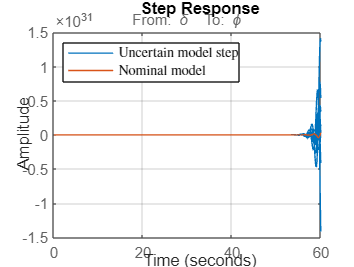 Step Response
×10^31
From: δ To: ϕ
1.5
Uncertain model step
Nominal model
1
0.5
0
-0.5
-1
-1.5
Amplitude
0 20 40 60
Time (seconds)